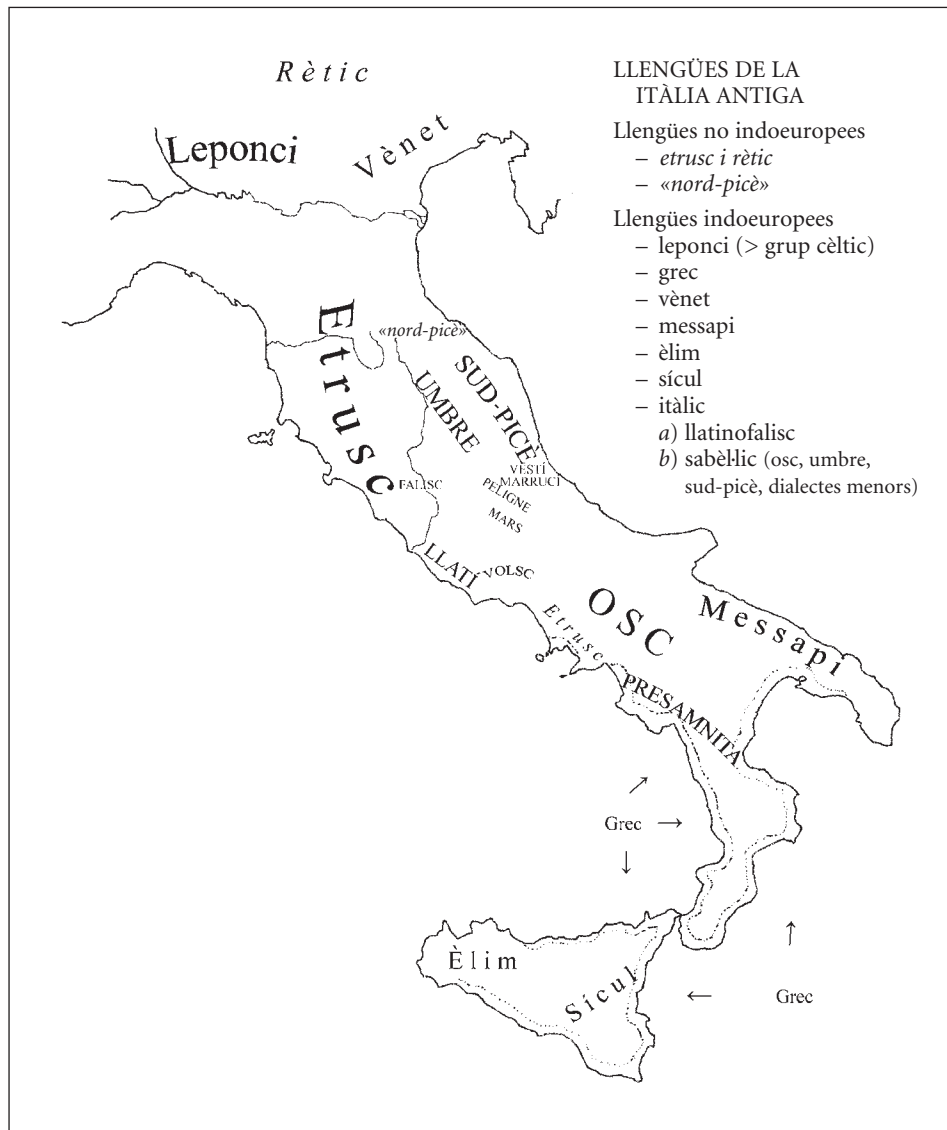 Rètic
Leponci
Vènet
LLENGÜES DE LA
ITÀLIA ANTIGA
Llengües no indoeuropees
– etrusc i rètic
– «nord-picè»
Llengües indoeuropees
– leponci (> grup cèltic)
– grec
– vènet
– messapi
– èlim
– sícul
– itàlic
a) llatinofalisc
b) sabèl·lic (osc, umbre,
sud-picè, dialectes menors)
Etrusc
«nord-picè»
UMBRE
SUD-PICÈ
VESTÍ
MARRUCÍ
PELIGNE
MARS
FALISC
LLATÍ
VOLSC
Etrusc
OSC
Messapi
PRESAMNITA
↗
Grec →
↓
Èlim
Sícul
↑
← Grec